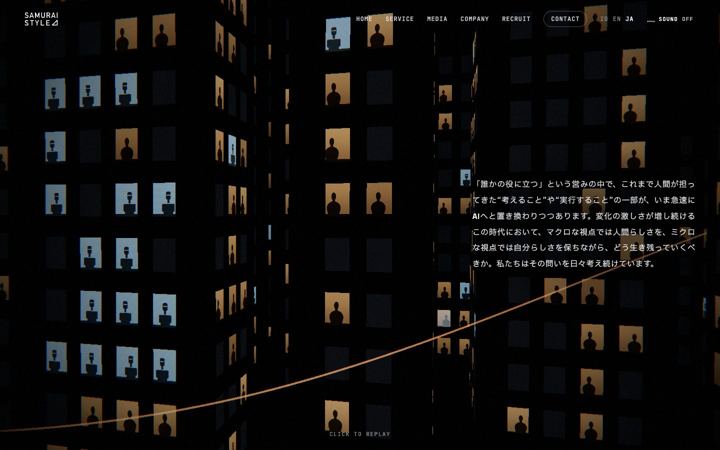 SAMURAI
STYLE
HOME SERVICE MEDIA COMPANY RECRUIT CONTACT EN JA SOUND OFF
「誰かの役に立つ」という営みの中で、これまで人間が担っ
てきた“考えること”や“実行すること”の一部が、いま急速に
AIへと置き換わりつつあります。変化の激しさが増し続ける
この時代において、マクロな視点では人間らしさを、ミクロ
な視点では自分らしさを保ちながら、どう生き残っていくべ
きか。私たちはその問いを日々考え続けています。
CLICK TO REPLAY